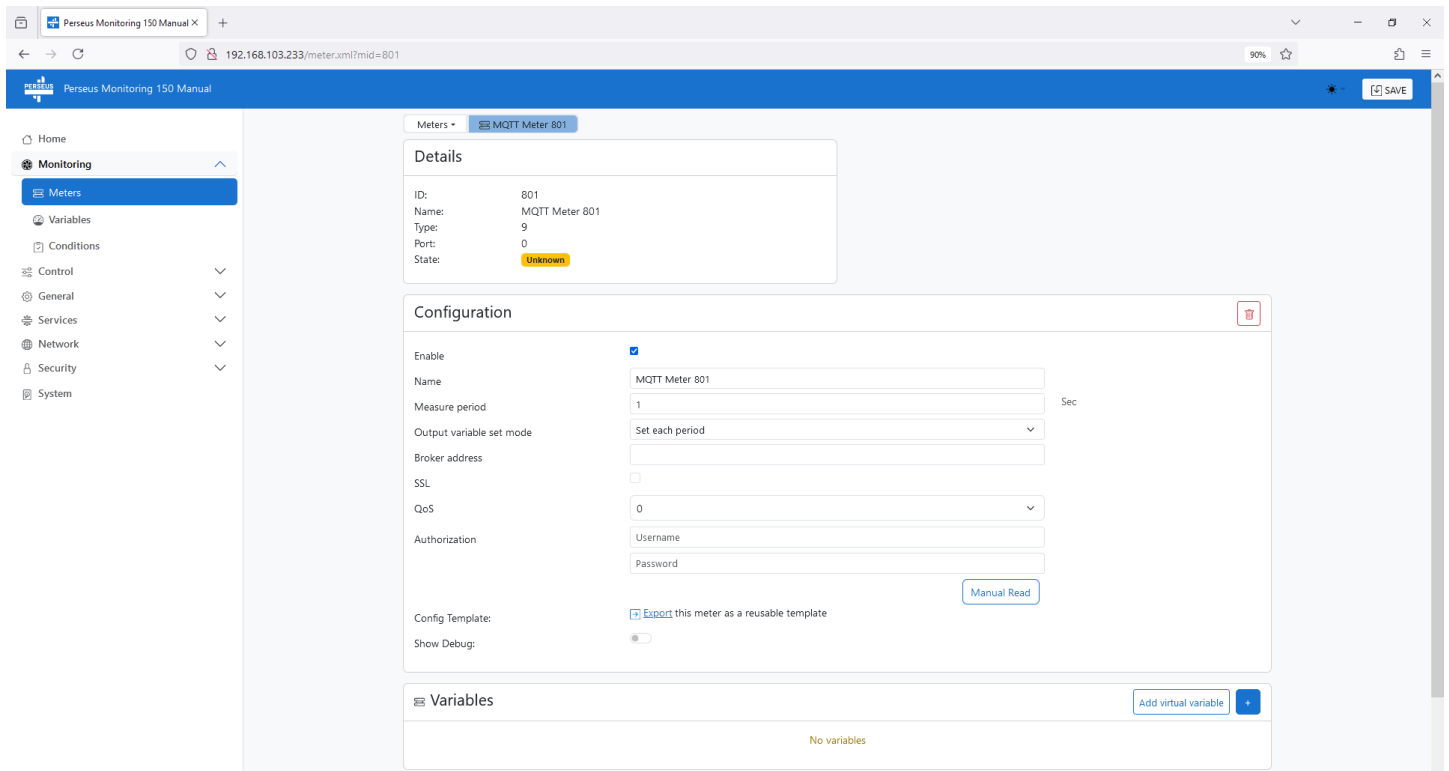 Perseus Monitoring 150 Manual
192.168.103.233/meter.xml?mid=801
90%
PERSEUS
Perseus Monitoring 150 Manual
SAVE
Home
Monitoring
Meters
Variables
Conditions
Control
General
Services
Network
Security
System
Meters
MQTT Meter 801
Details
ID: 801
Name: MQTT Meter 801
Type: 9
Port: 0
State: Unknown
Configuration
Enable
Name MQTT Meter 801
Measure period 1 Sec
Output variable set mode Set each period
Broker address
SSL
QoS 0
Authorization Username
Password
Manual Read
Config Template: Export this meter as a reusable template
Show Debug:
Variables
Add virtual variable +
No variables